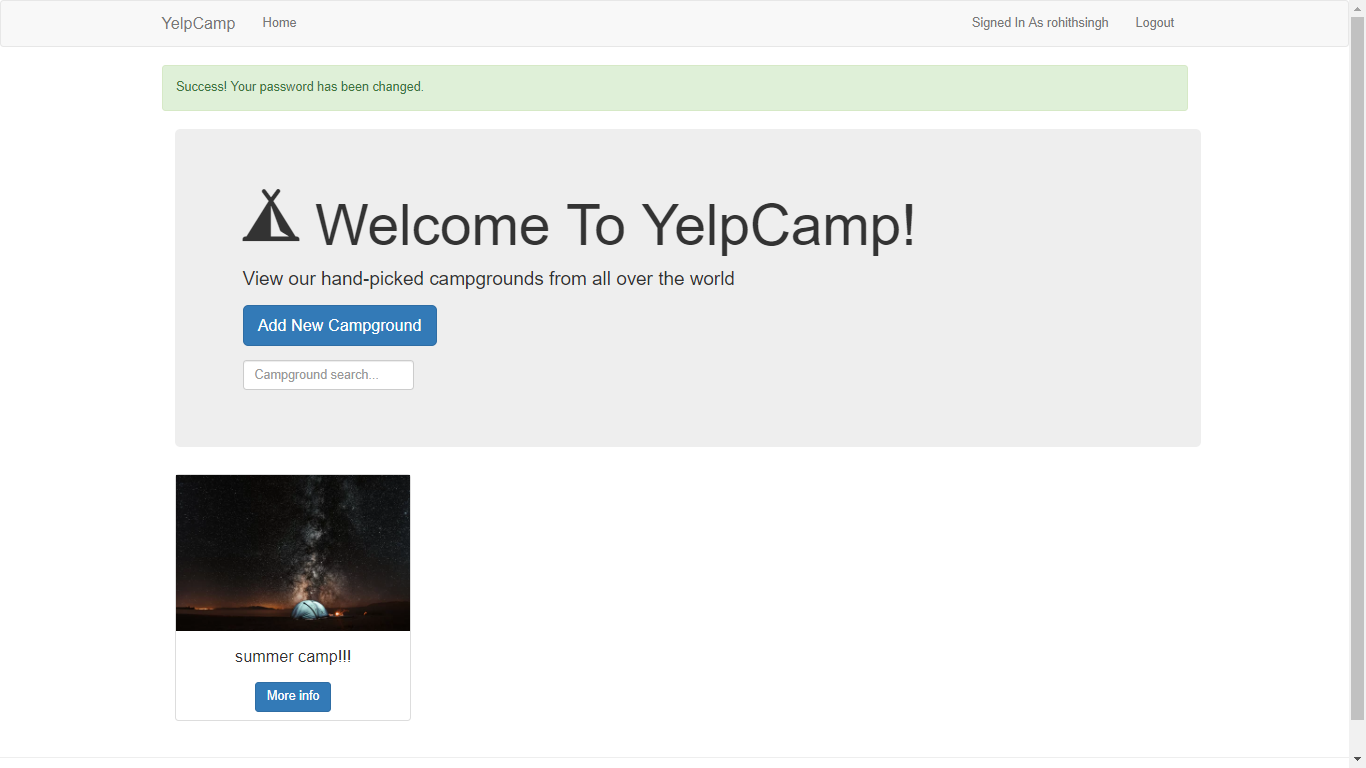 YelpCamp Home Signed In As rohithsingh Logout
Success! Your password has been changed.
Welcome To YelpCamp!
View our hand-picked campgrounds from all over the world
Add New Campground
Campground search...
summer camp!!!
More info